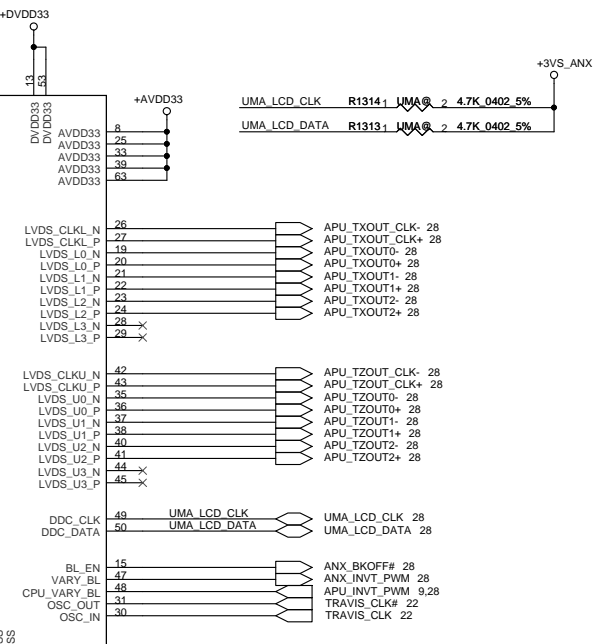 +DVDD33
13
53
DVDD33
DVDD33
+3VS_ANX
+AVDD33
UMA_LCD_CLK R1314 1 UMA@ 2 4.7K_0402_5%
UMA_LCD_DATA R1313 1 UMA@ 2 4.7K_0402_5%
AVDD33 8
AVDD33 25
AVDD33 33
AVDD33 39
AVDD33 63
LVDS_CLKL_N 26 APU_TXOUT_CLK- 28
LVDS_CLKL_P 27 APU_TXOUT_CLK+ 28
LVDS_L0_N 19 APU_TXOUT0- 28
LVDS_L0_P 20 APU_TXOUT0+ 28
LVDS_L1_N 21 APU_TXOUT1- 28
LVDS_L1_P 22 APU_TXOUT1+ 28
LVDS_L2_N 23 APU_TXOUT2- 28
LVDS_L2_P 24 APU_TXOUT2+ 28
LVDS_L3_N 28
LVDS_L3_P 29
LVDS_CLKU_N 42 APU_TZOUT_CLK- 28
LVDS_CLKU_P 43 APU_TZOUT_CLK+ 28
LVDS_U0_N 35 APU_TZOUT0- 28
LVDS_U0_P 36 APU_TZOUT0+ 28
LVDS_U1_N 37 APU_TZOUT1- 28
LVDS_U1_P 38 APU_TZOUT1+ 28
LVDS_U2_N 40 APU_TZOUT2- 28
LVDS_U2_P 41 APU_TZOUT2+ 28
LVDS_U3_N 44
LVDS_U3_P 45
DDC_CLK 49 UMA_LCD_CLK UMA_LCD_CLK 28
DDC_DATA 50 UMA_LCD_DATA UMA_LCD_DATA 28
BL_EN 15 ANX_BKOFF# 28
VARY_BL 47 ANX_INVT_PWM 28
CPU_VARY_BL 48 APU_INVT_PWM 9,28
OSC_OUT 31 TRAVIS_CLK# 22
OSC_IN 30 TRAVIS_CLK 22